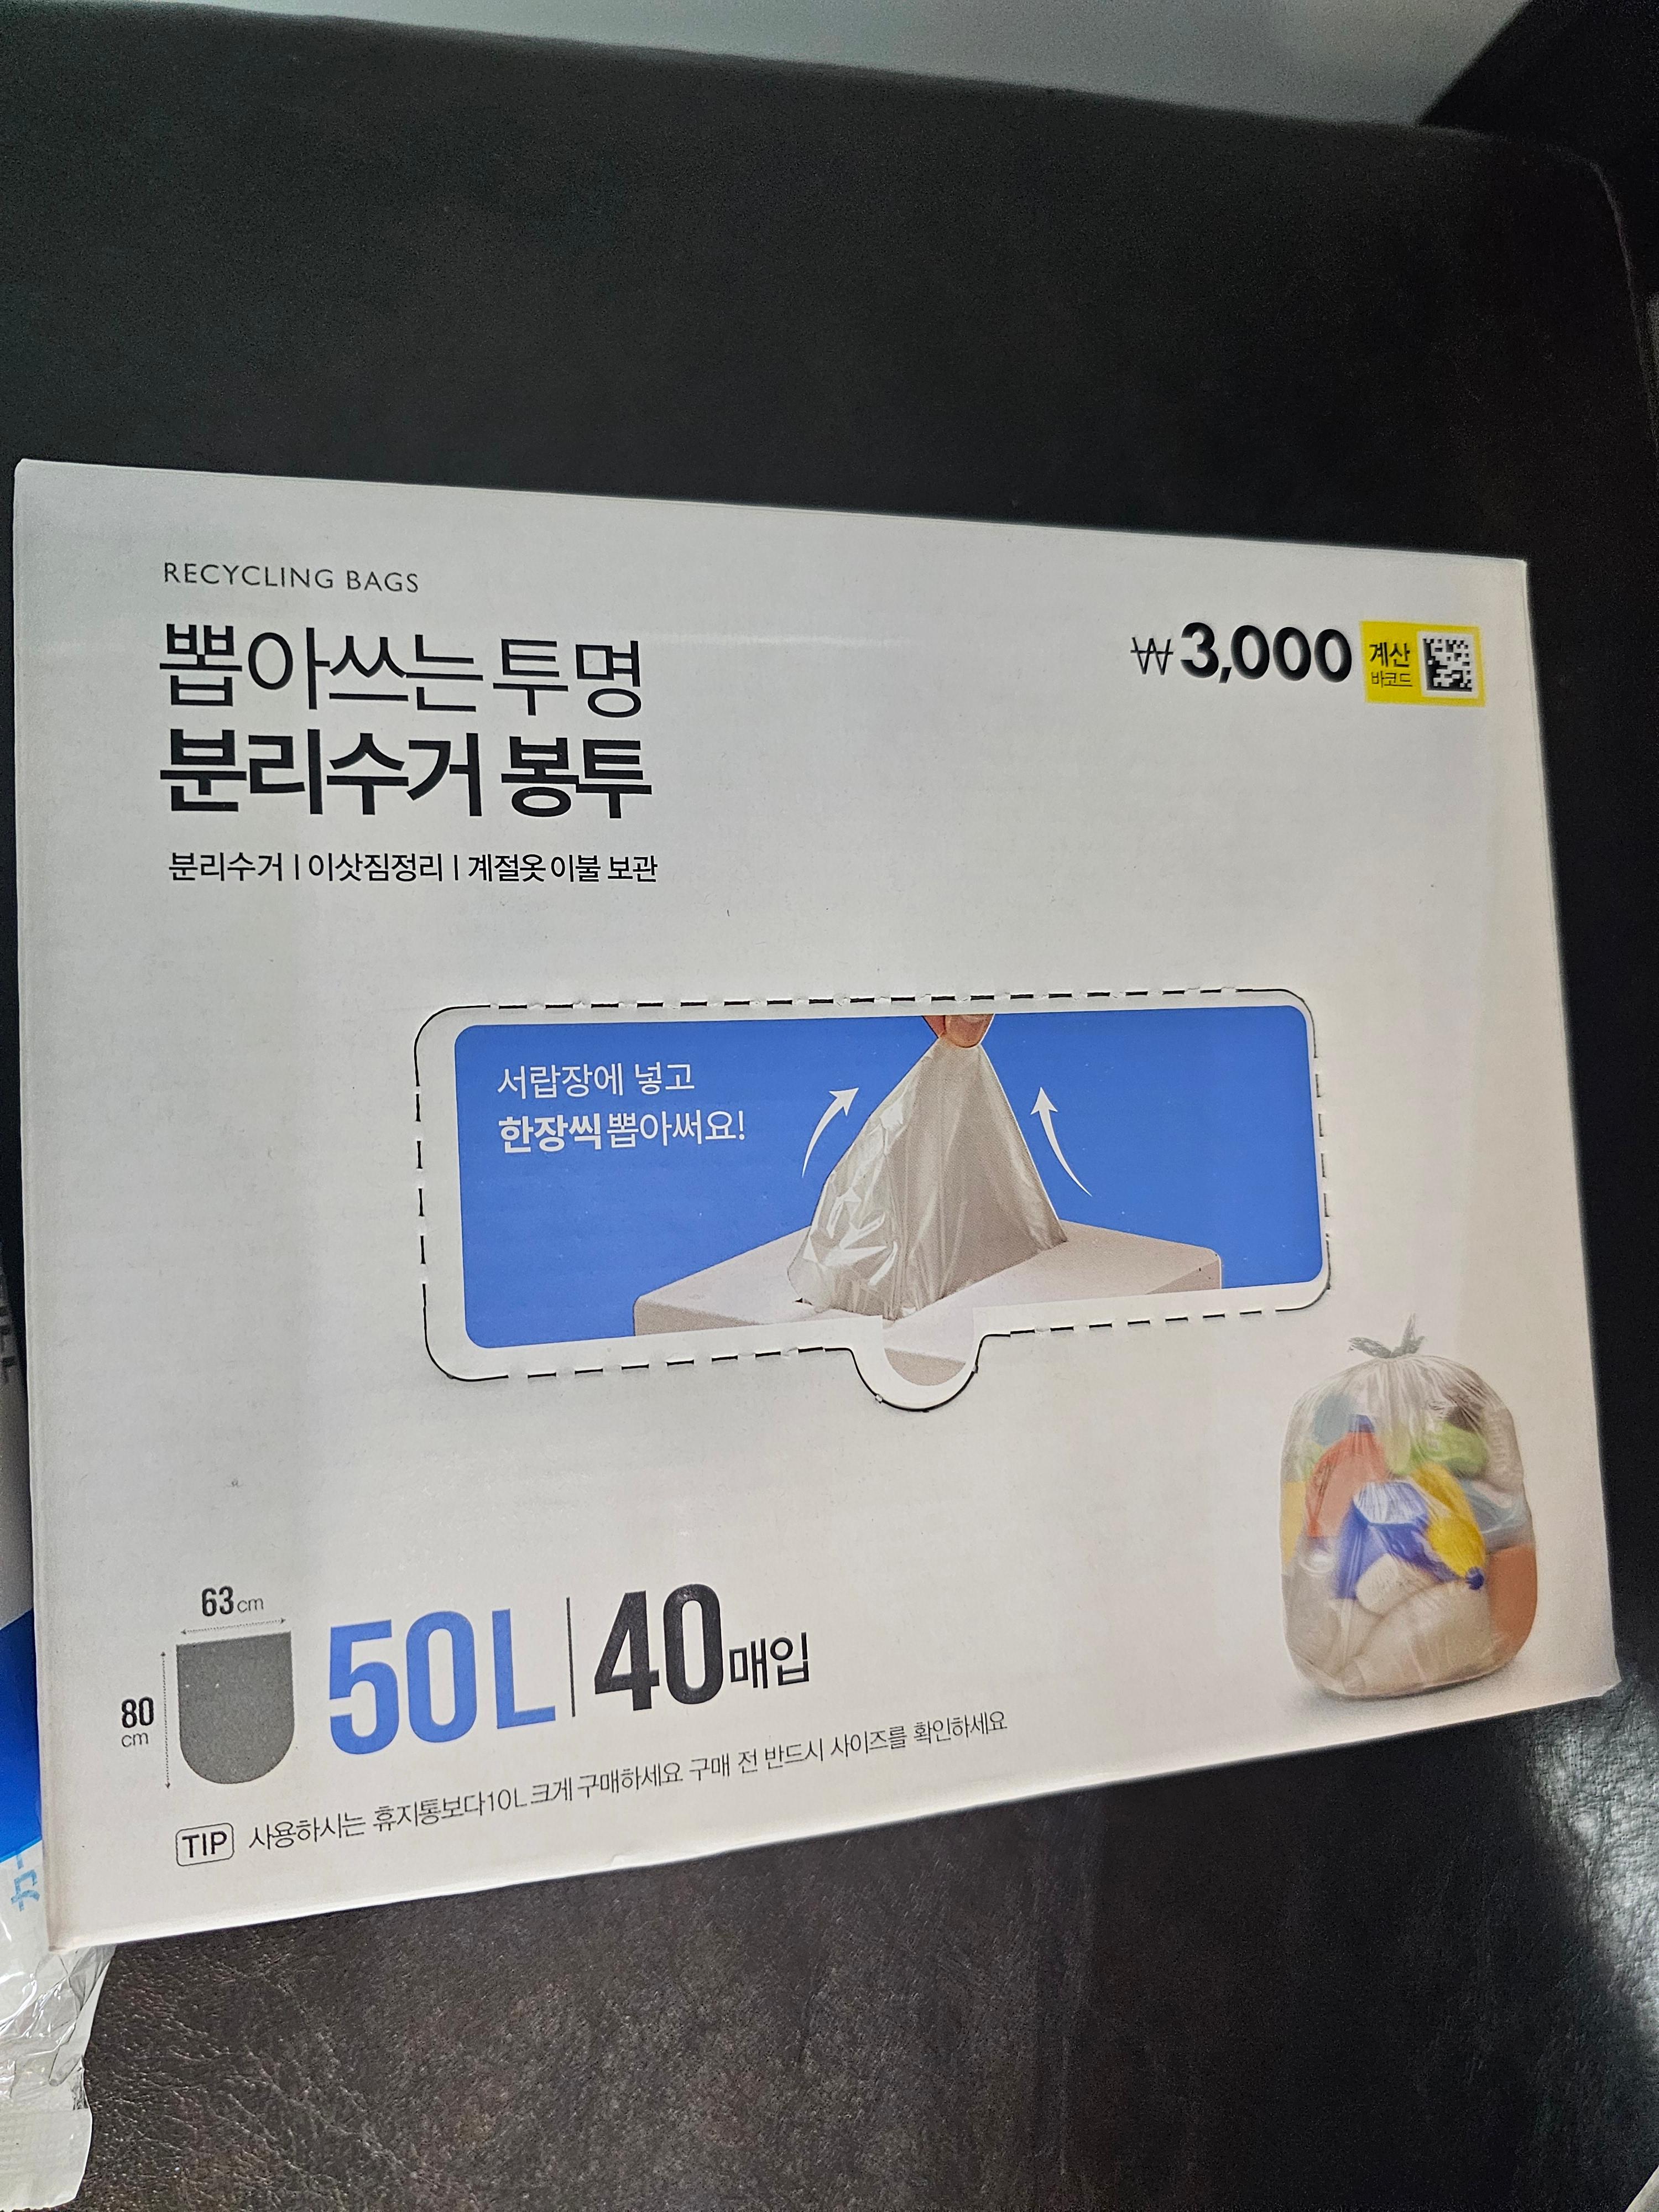 RECYCLING BAGS
뽑아쓰는 투명
분리수거 봉투
분리수거 | 이삿짐정리 | 계절옷 이불 보관
₩3,000
계산
바코드
서랍장에 넣고
한장씩 뽑아써요!
63cm
80
cm
50L | 40매입
TIP 사용하시는 휴지통보다 10L 크게 구매하세요 구매 전 반드시 사이즈를 확인하세요